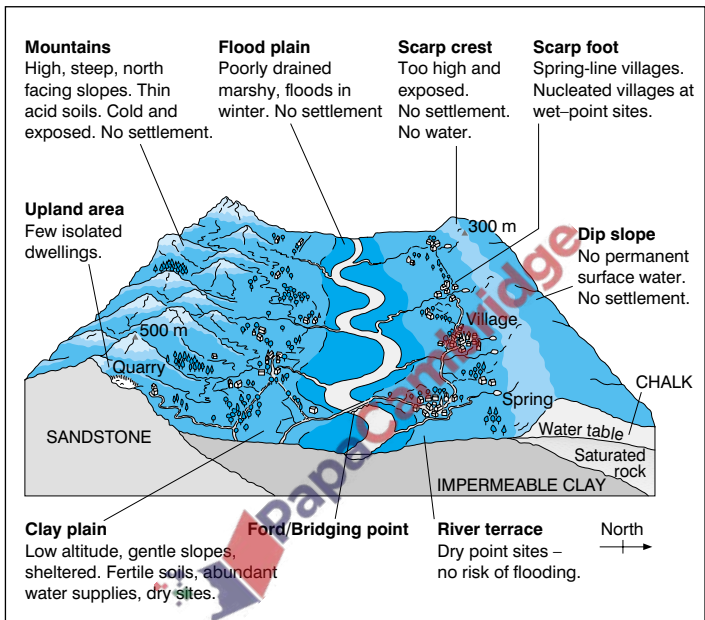 Mountains
High, steep, north
facing slopes. Thin
acid soils. Cold and
exposed. No settlement.
Flood plain
Poorly drained
marshy, floods in
winter. No settlement
Scarp crest
Too high and
exposed.
No settlement.
No water.
Scarp foot
Spring-line villages.
Nucleated villages at
wet–point sites.
Upland area
Few isolated
dwellings.
300 m
Dip slope
No permanent
surface water.
No settlement.
500 m
Quarry
Village
Spring
CHALK
Water table
Saturated
rock
SANDSTONE
IMPERMEABLE CLAY
Clay plain
Low altitude, gentle slopes,
sheltered. Fertile soils, abundant
water supplies, dry sites.
Ford/Bridging point
River terrace
Dry point sites –
no risk of flooding.
North
PapaCambridge